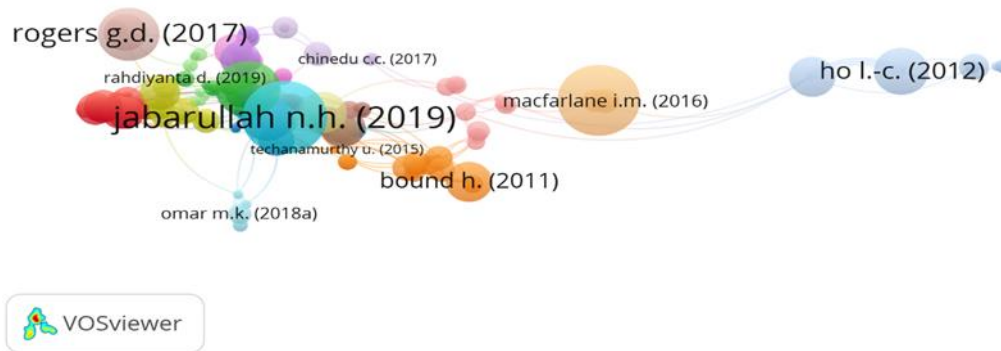 rogers g.d. (2017)
chinedu c.c. (2017)
ho l.-c. (2012)
rahdiyanta d. (2019)
macfarlane i.m. (2016)
jabarullah n.h. (2019)
techanamurthy u. (2015)
bound h. (2011)
omar m.k. (2018a)
VOSviewer